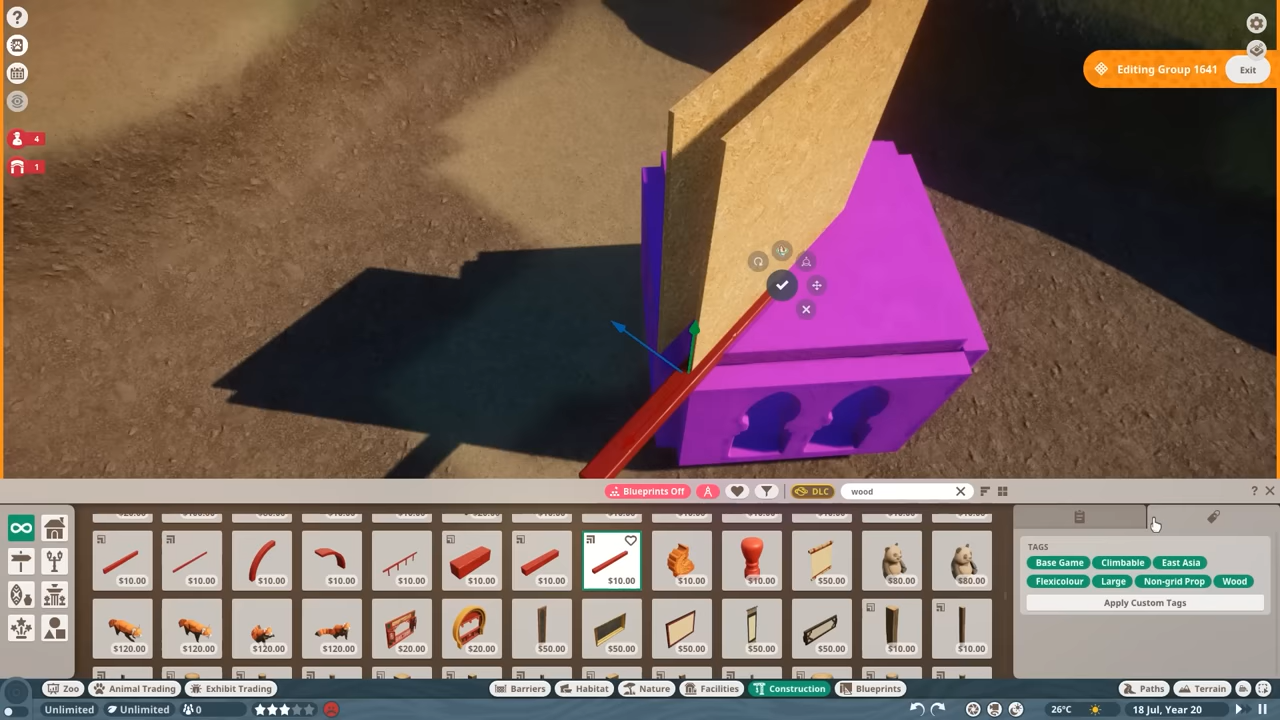 ?
Editing Group 1641
Exit
4
1
Blueprints Off
DLC
wood
?
$10.00 $10.00 $10.00 $10.00 $10.00 $10.00 $10.00 $10.00 $10.00 $10.00 $50.00 $80.00 $80.00
$120.00 $120.00 $120.00 $120.00 $20.00 $20.00 $50.00 $50.00 $50.00 $50.00 $50.00 $10.00 $10.00
TAGS
Base Game Climbable East Asia
Flexicolour Large Non-grid Prop Wood
Apply Custom Tags
Zoo Animal Trading Exhibit Trading Barriers Habitat Nature Facilities Construction Blueprints Paths Terrain
Unlimited Unlimited 0 26°C 18 Jul, Year 20